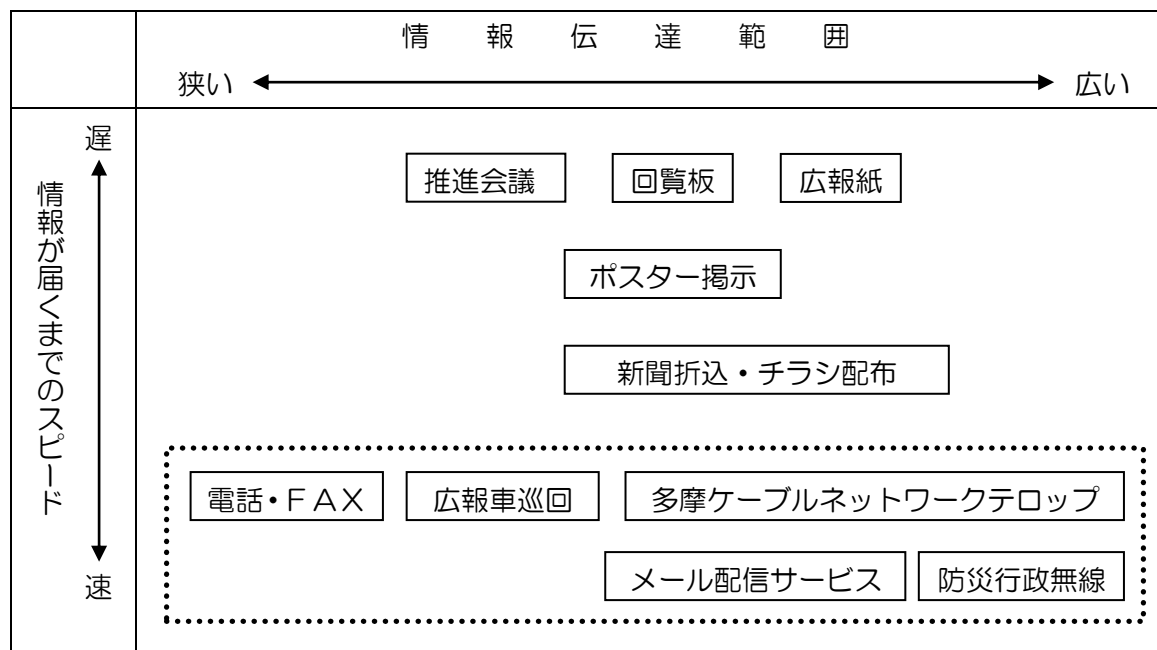 情報伝達範囲
狭い 広い
遅
情報が届くまでのスピード
速
推進会議 回覧板 広報紙
ポスター掲示
新聞折込・チラシ配布
電話・ＦＡＸ 広報車巡回 多摩ケーブルネットワークテロップ
メール配信サービス 防災行政無線